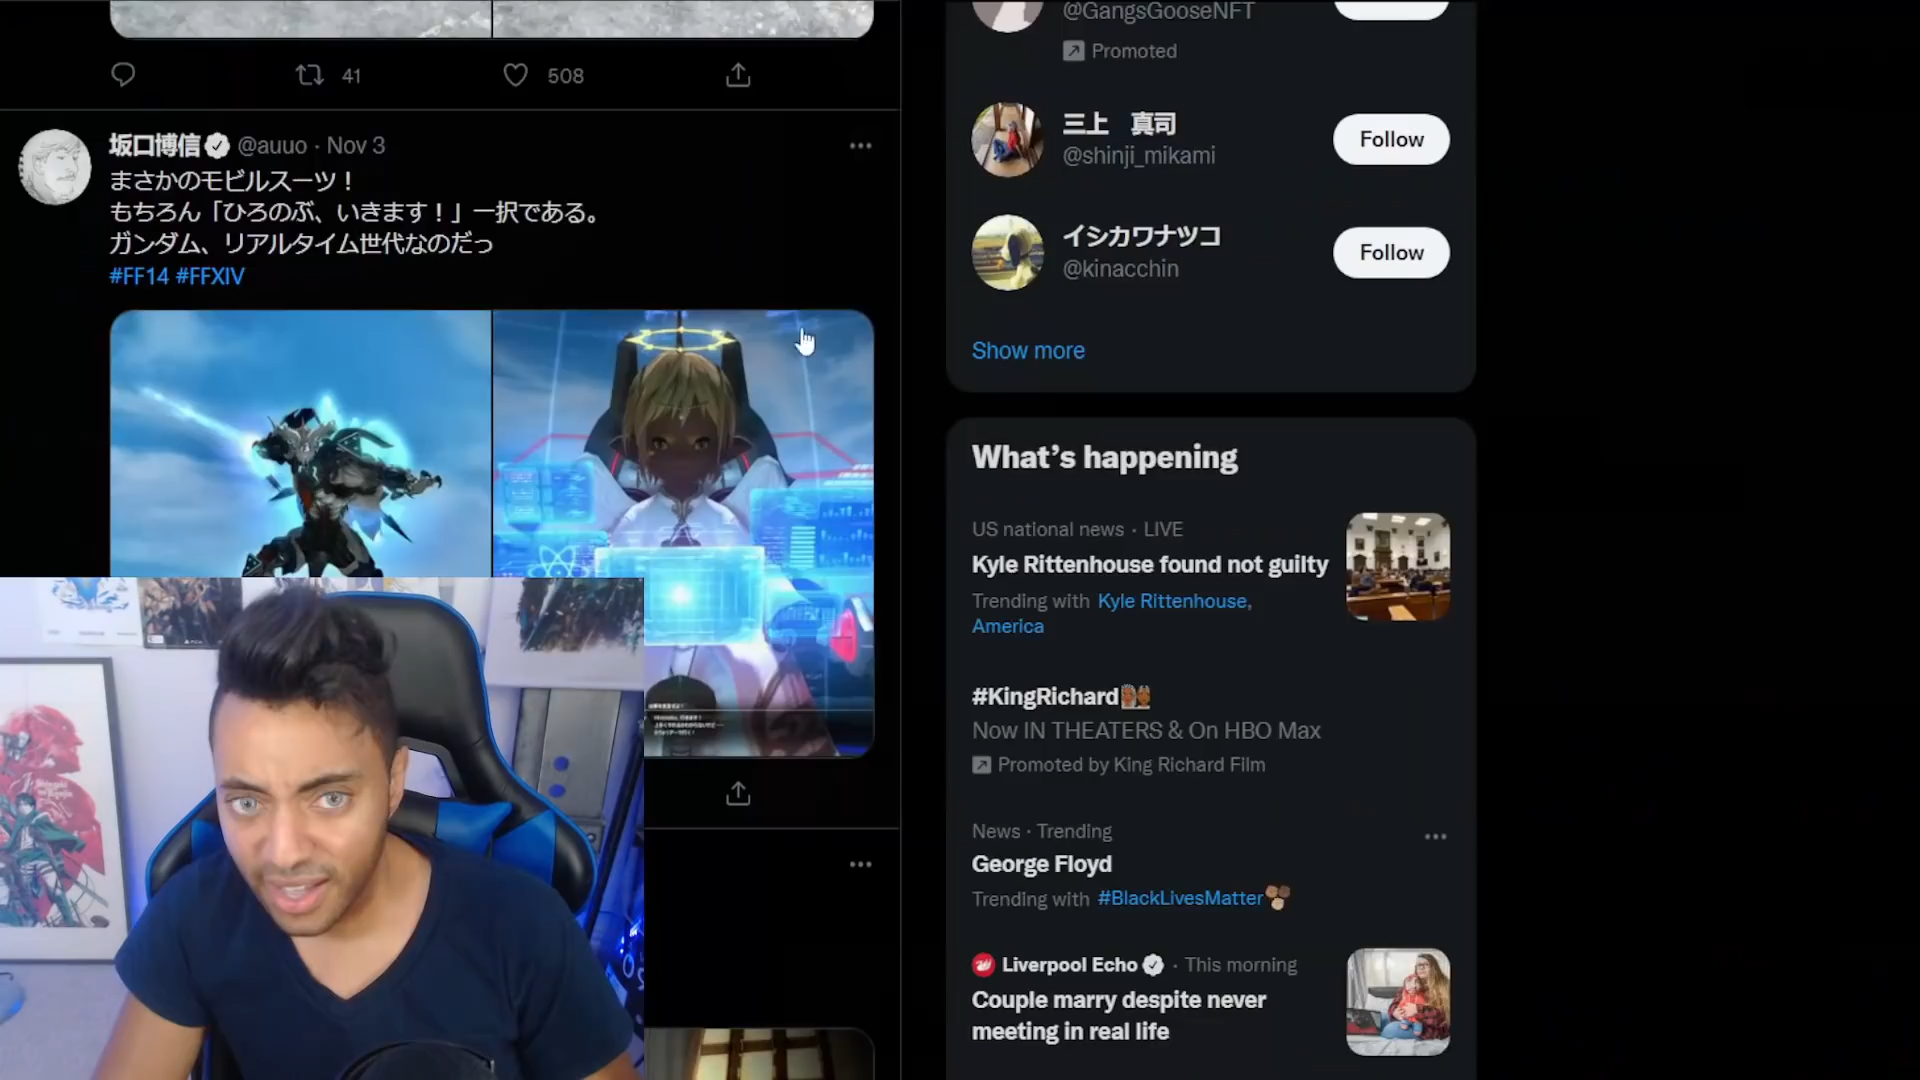 41
508
坂口博信 @auuo · Nov 3
まさかのモビルスーツ！
もちろん「ひろのぶ、いきます！」一択である。
ガンダム、リアルタイム世代なのだっ
#FF14 #FFXIV
@GangsGooseNFT
Promoted
三上　真司
@shinji_mikami
Follow
イシカワナツコ
@kinacchin
Follow
Show more
What's happening
US national news · LIVE
Kyle Rittenhouse found not guilty
Trending with Kyle Rittenhouse,
America
#KingRichard
Now IN THEATERS & On HBO Max
Promoted by King Richard Film
News · Trending
George Floyd
Trending with #BlackLivesMatter
Liverpool Echo · This morning
Couple marry despite never
meeting in real life